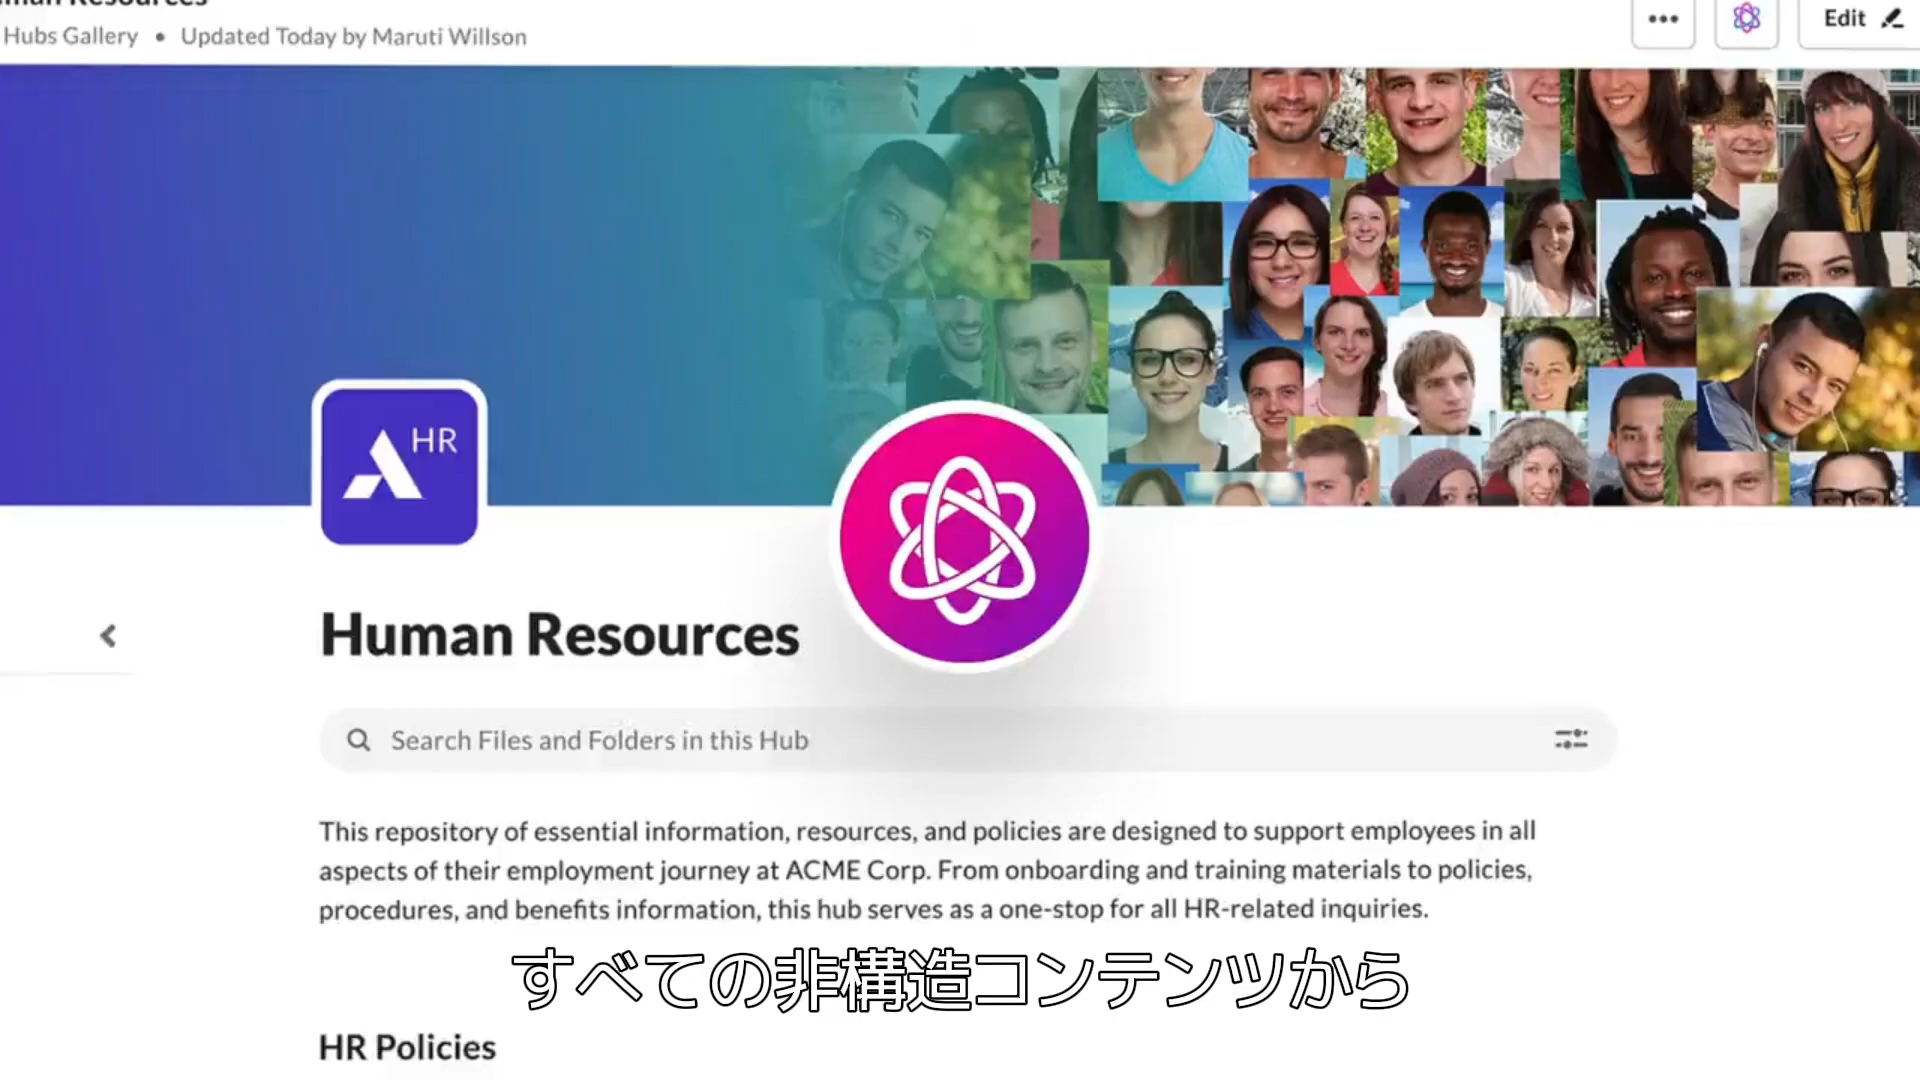 Human Resources
Hubs Gallery • Updated Today by Maruti Willson
Edit
HR
Human Resources
Search Files and Folders in this Hub
This repository of essential information, resources, and policies are designed to support employees in all
aspects of their employment journey at ACME Corp. From onboarding and training materials to policies,
procedures, and benefits information, this hub serves as a one-stop for all HR-related inquiries.
すべての非構造コンテンツから
HR Policies